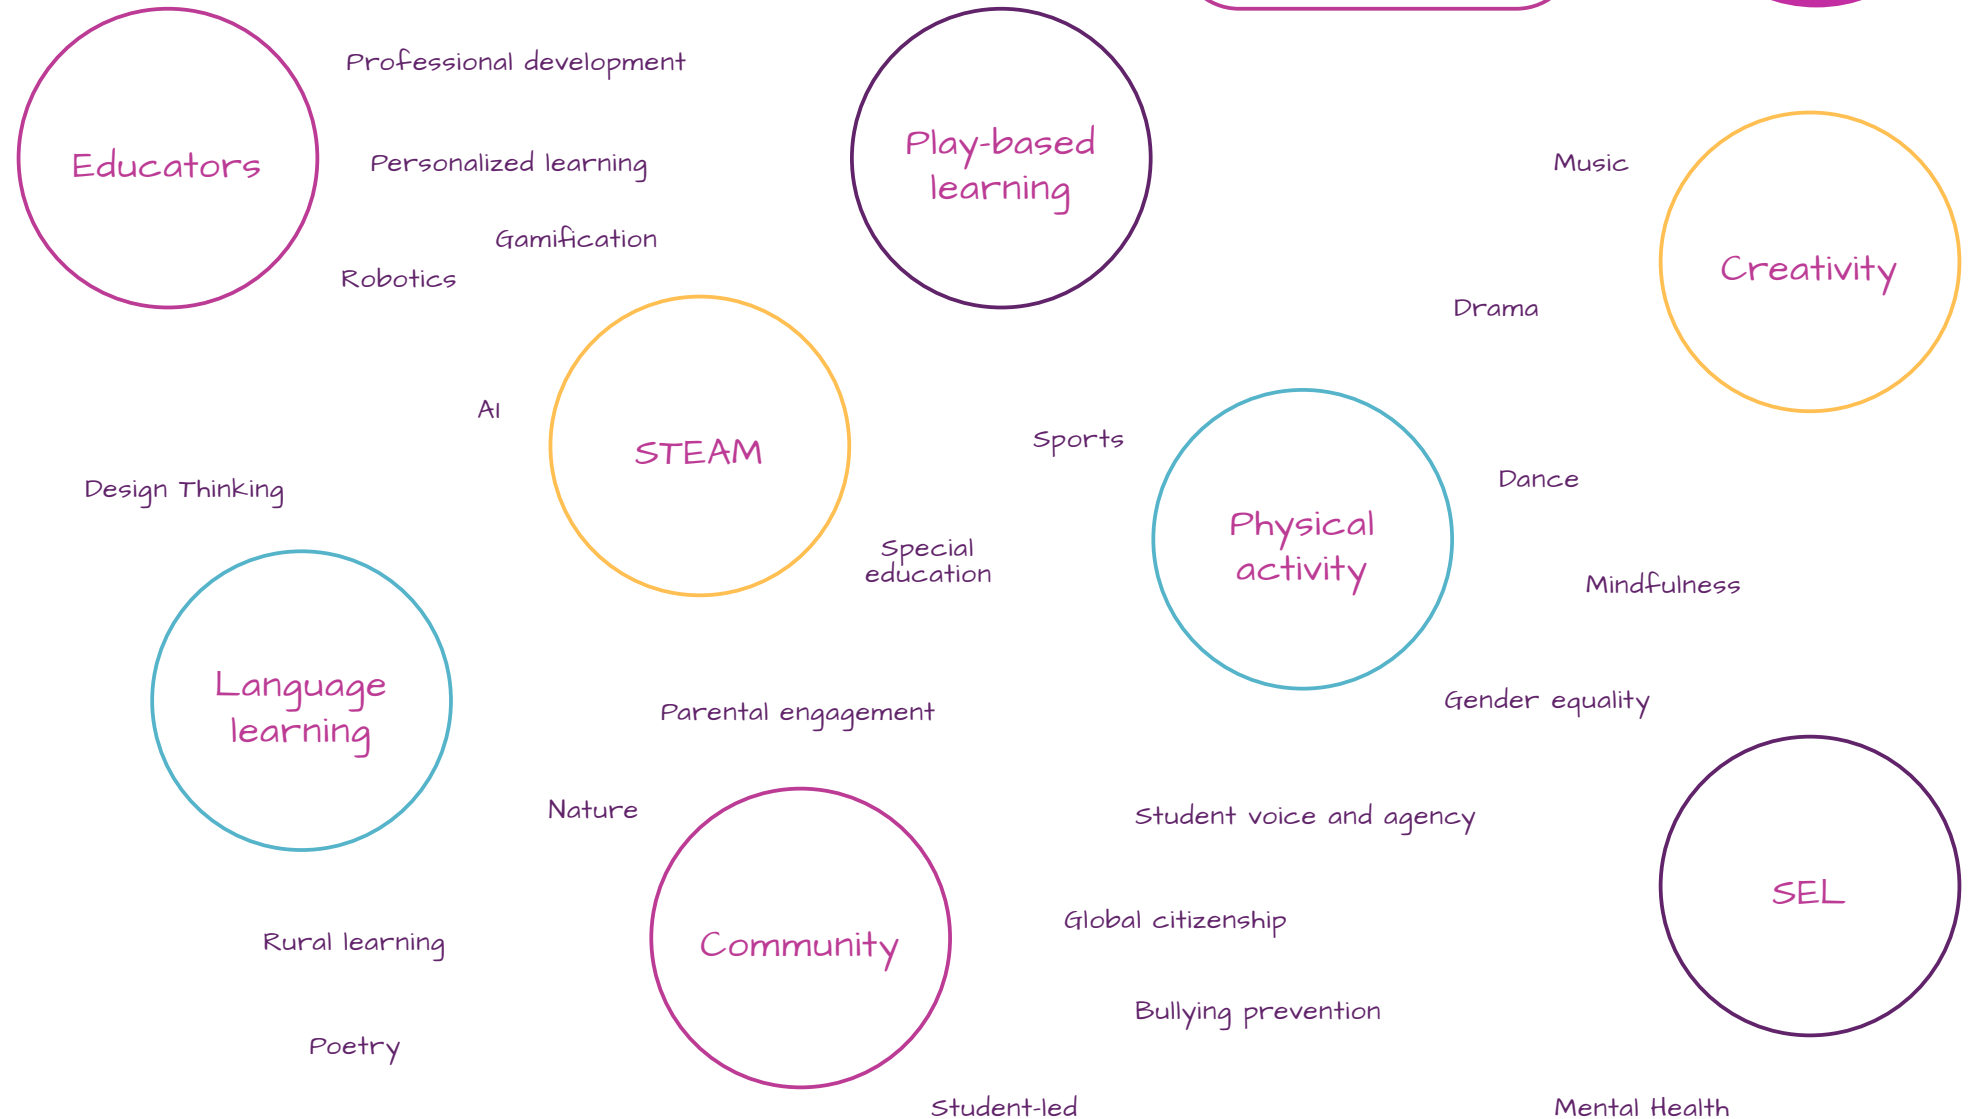 Professional development
Educators
Personalized learning
Gamification
Robotics
Play-based
learning
Music
Creativity
Drama
AI
STEAM
Sports
Dance
Design Thinking
Physical
activity
Special
education
Mindfulness
Language
learning
Parental engagement
Gender equality
Nature
Student voice and agency
SEL
Rural learning
Community
Global citizenship
Bullying prevention
Poetry
Student-led
Mental Health